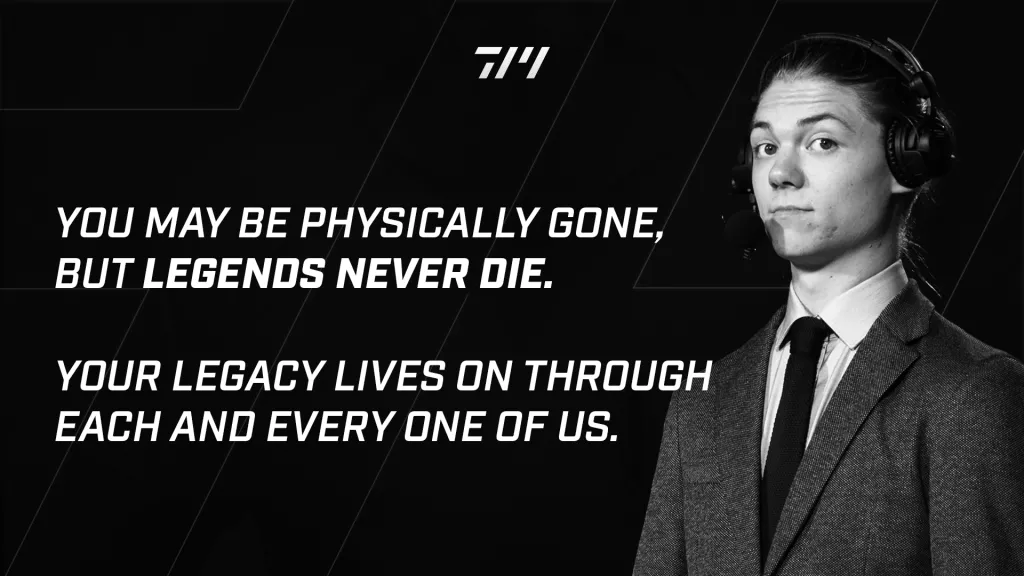 7M
YOU MAY BE PHYSICALLY GONE,
BUT LEGENDS NEVER DIE.
YOUR LEGACY LIVES ON THROUGH
EACH AND EVERY ONE OF US.